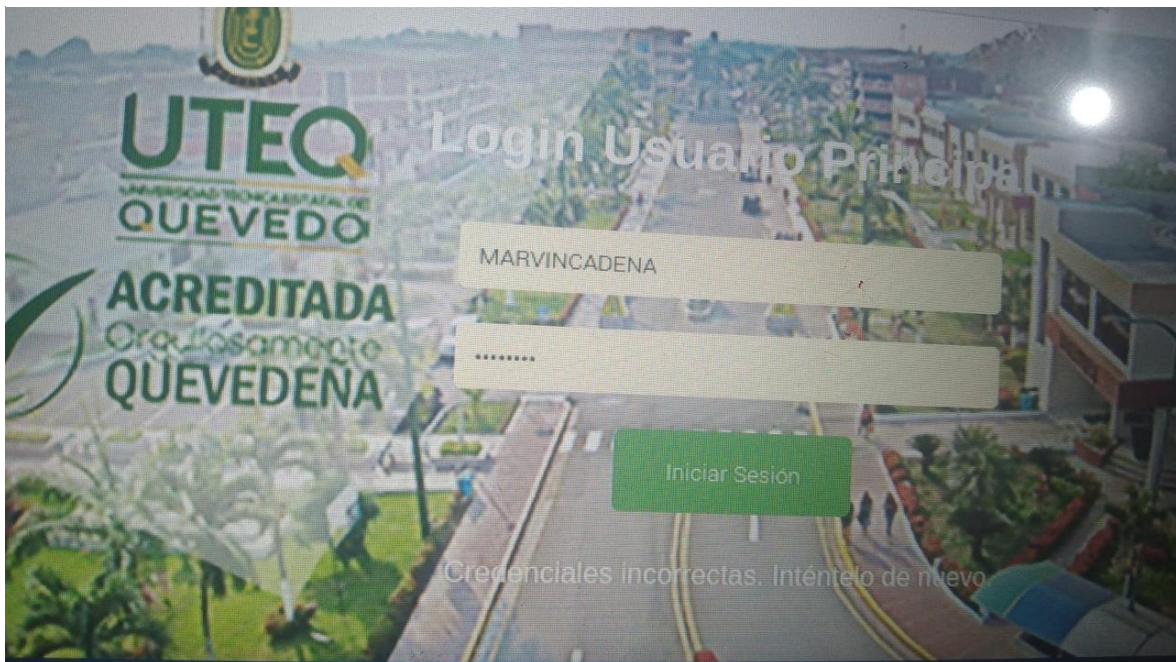 UTEQ
UNIVERSIDAD TÉCNICA ESTATAL DE
QUEVEDO
ACREDITADA
Orgullosamente
QUEVEDEÑA
Login Usuario Principal
MARVINCADENA
••••••••
Iniciar Sesión
Credenciales incorrectas. Inténtelo de nuevo